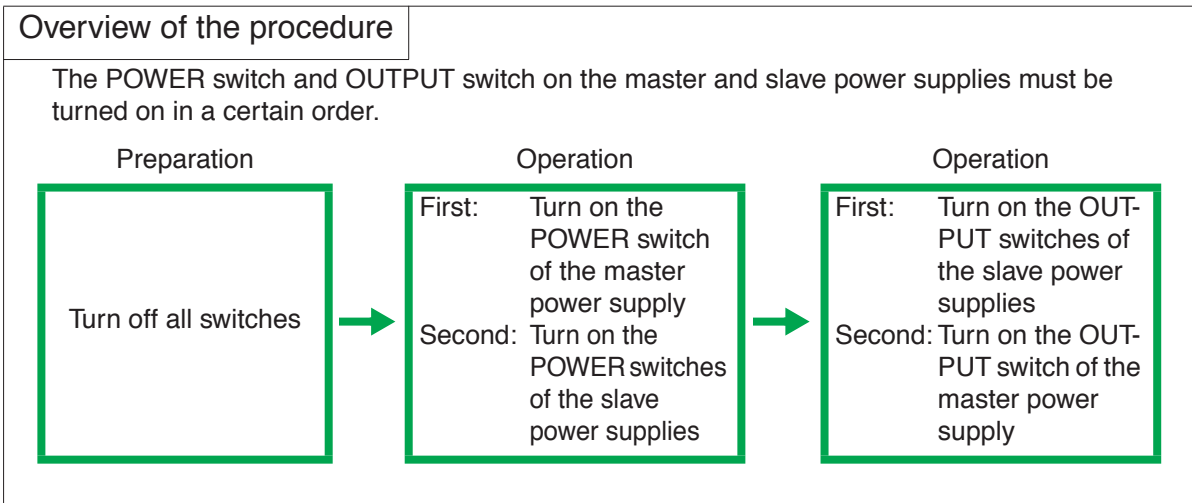 Overview of the procedure
The POWER switch and OUTPUT switch on the master and slave power supplies must be
turned on in a certain order.
Preparation
Turn off all switches
Operation
First: Turn on the
POWER switch
of the master
power supply
Second: Turn on the
POWER switches
of the slave
power supplies
Operation
First: Turn on the OUT-
PUT switches of
the slave power
supplies
Second: Turn on the OUT-
PUT switch of the
master power
supply